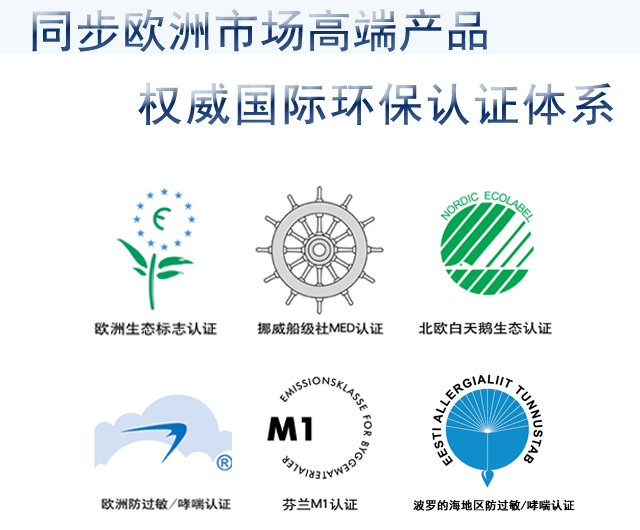 同步欧洲市场高端产品
权威国际环保认证体系
NORDIC ECOLABEL
欧洲生态标志认证
挪威船级社MED认证
北欧白天鹅生态认证
EMISSIONSKLASSE FOR BYGGEMATERIALER
M1
EESTI ALLERGIALIIT TUNNUSTAB
®
欧洲防过敏/哮喘认证
芬兰M1认证
波罗的海地区防过敏/哮喘认证